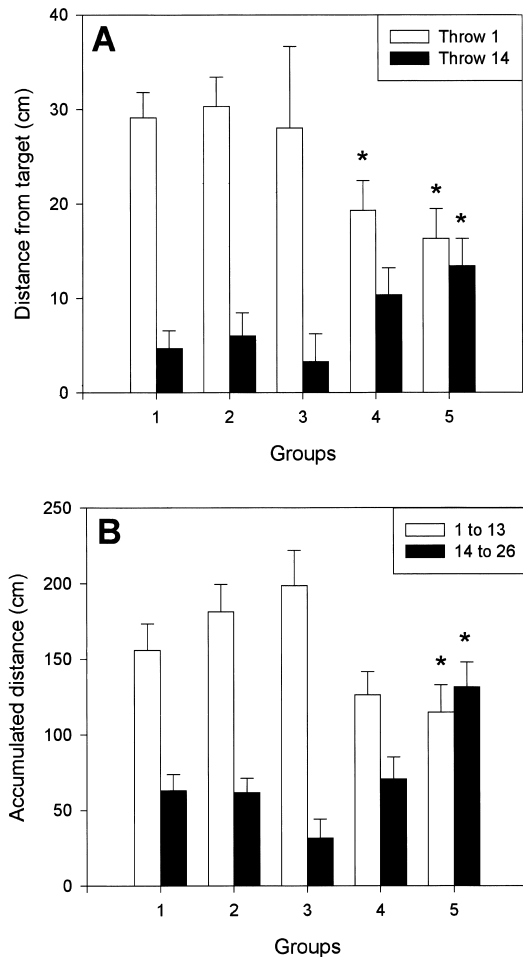 A
Throw 1
Throw 14
40
30
20
10
0
Distance from target (cm)
*
*
*
1 2 3 4 5
Groups
B
1 to 13
14 to 26
250
200
150
100
50
0
Accumulated distance (cm)
*
*
1 2 3 4 5
Groups